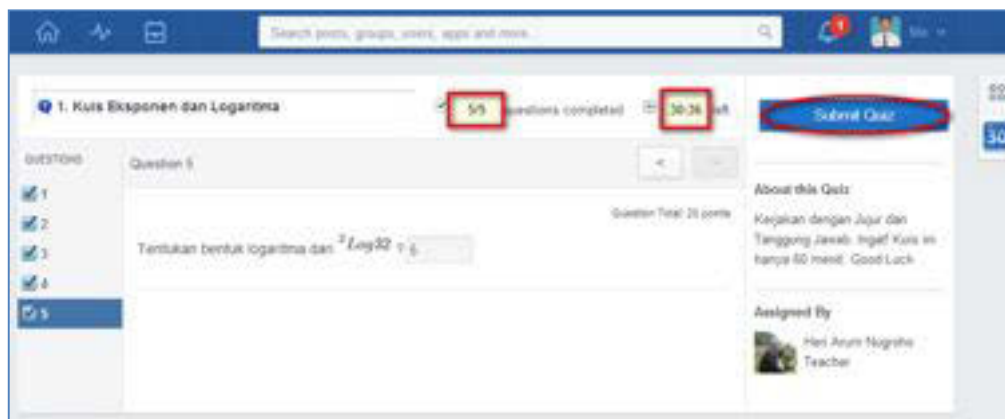 Search posts, groups, users, apps and more...
1
1. Kuis Eksponen dan Logaritma
5/5 questions completed
30:36 left
Submit Quiz
30
QUESTIONS
Question 5
<
1
2
3
4
5
Question Total: 20 points
Tentukan bentuk logaritma dari ²Log32 ?
About this Quiz
Kerjakan dengan Jujur dan
Tanggung Jawab. Ingat! Kuis ini
hanya 60 menit. Good Luck
Assigned By
Heri Arum Nugroho
Teacher